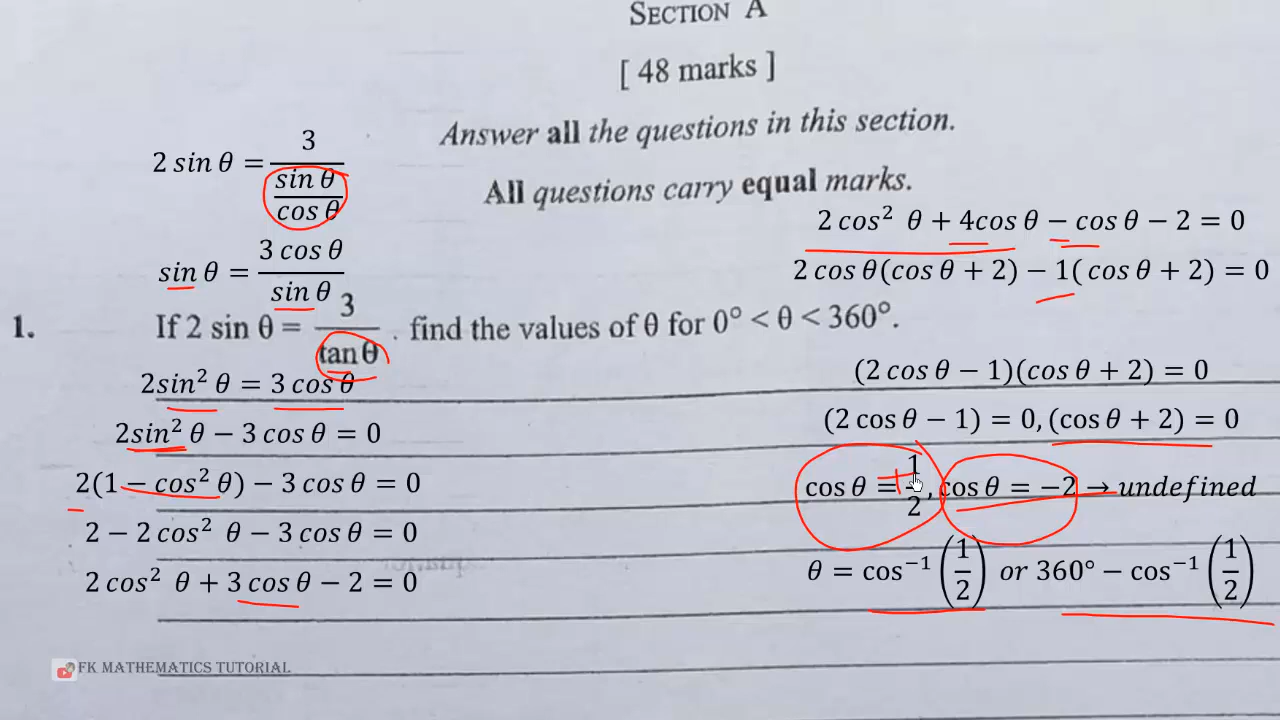 SECTION A
[ 48 marks ]
Answer all the questions in this section.
All questions carry equal marks.
1. If 2 sin θ = 3 / tan θ . find the values of θ for 0° < θ < 360°.
2 sin θ = 3 / (sin θ / cos θ)
sin θ = 3 cos θ / sin θ
2sin² θ = 3 cos θ
2sin² θ − 3 cos θ = 0
2(1 − cos² θ) − 3 cos θ = 0
2 − 2 cos² θ − 3 cos θ = 0
2 cos² θ + 3 cos θ − 2 = 0
2 cos² θ + 4cos θ − cos θ − 2 = 0
2 cos θ(cos θ + 2) − 1( cos θ + 2) = 0
(2 cos θ − 1)(cos θ + 2) = 0
(2 cos θ − 1) = 0, (cos θ + 2) = 0
cos θ = + 1/2 , cos θ = −2 → undefined
θ = cos⁻¹ (1/2) or 360° − cos⁻¹ (1/2)
FK MATHEMATICS TUTORIAL